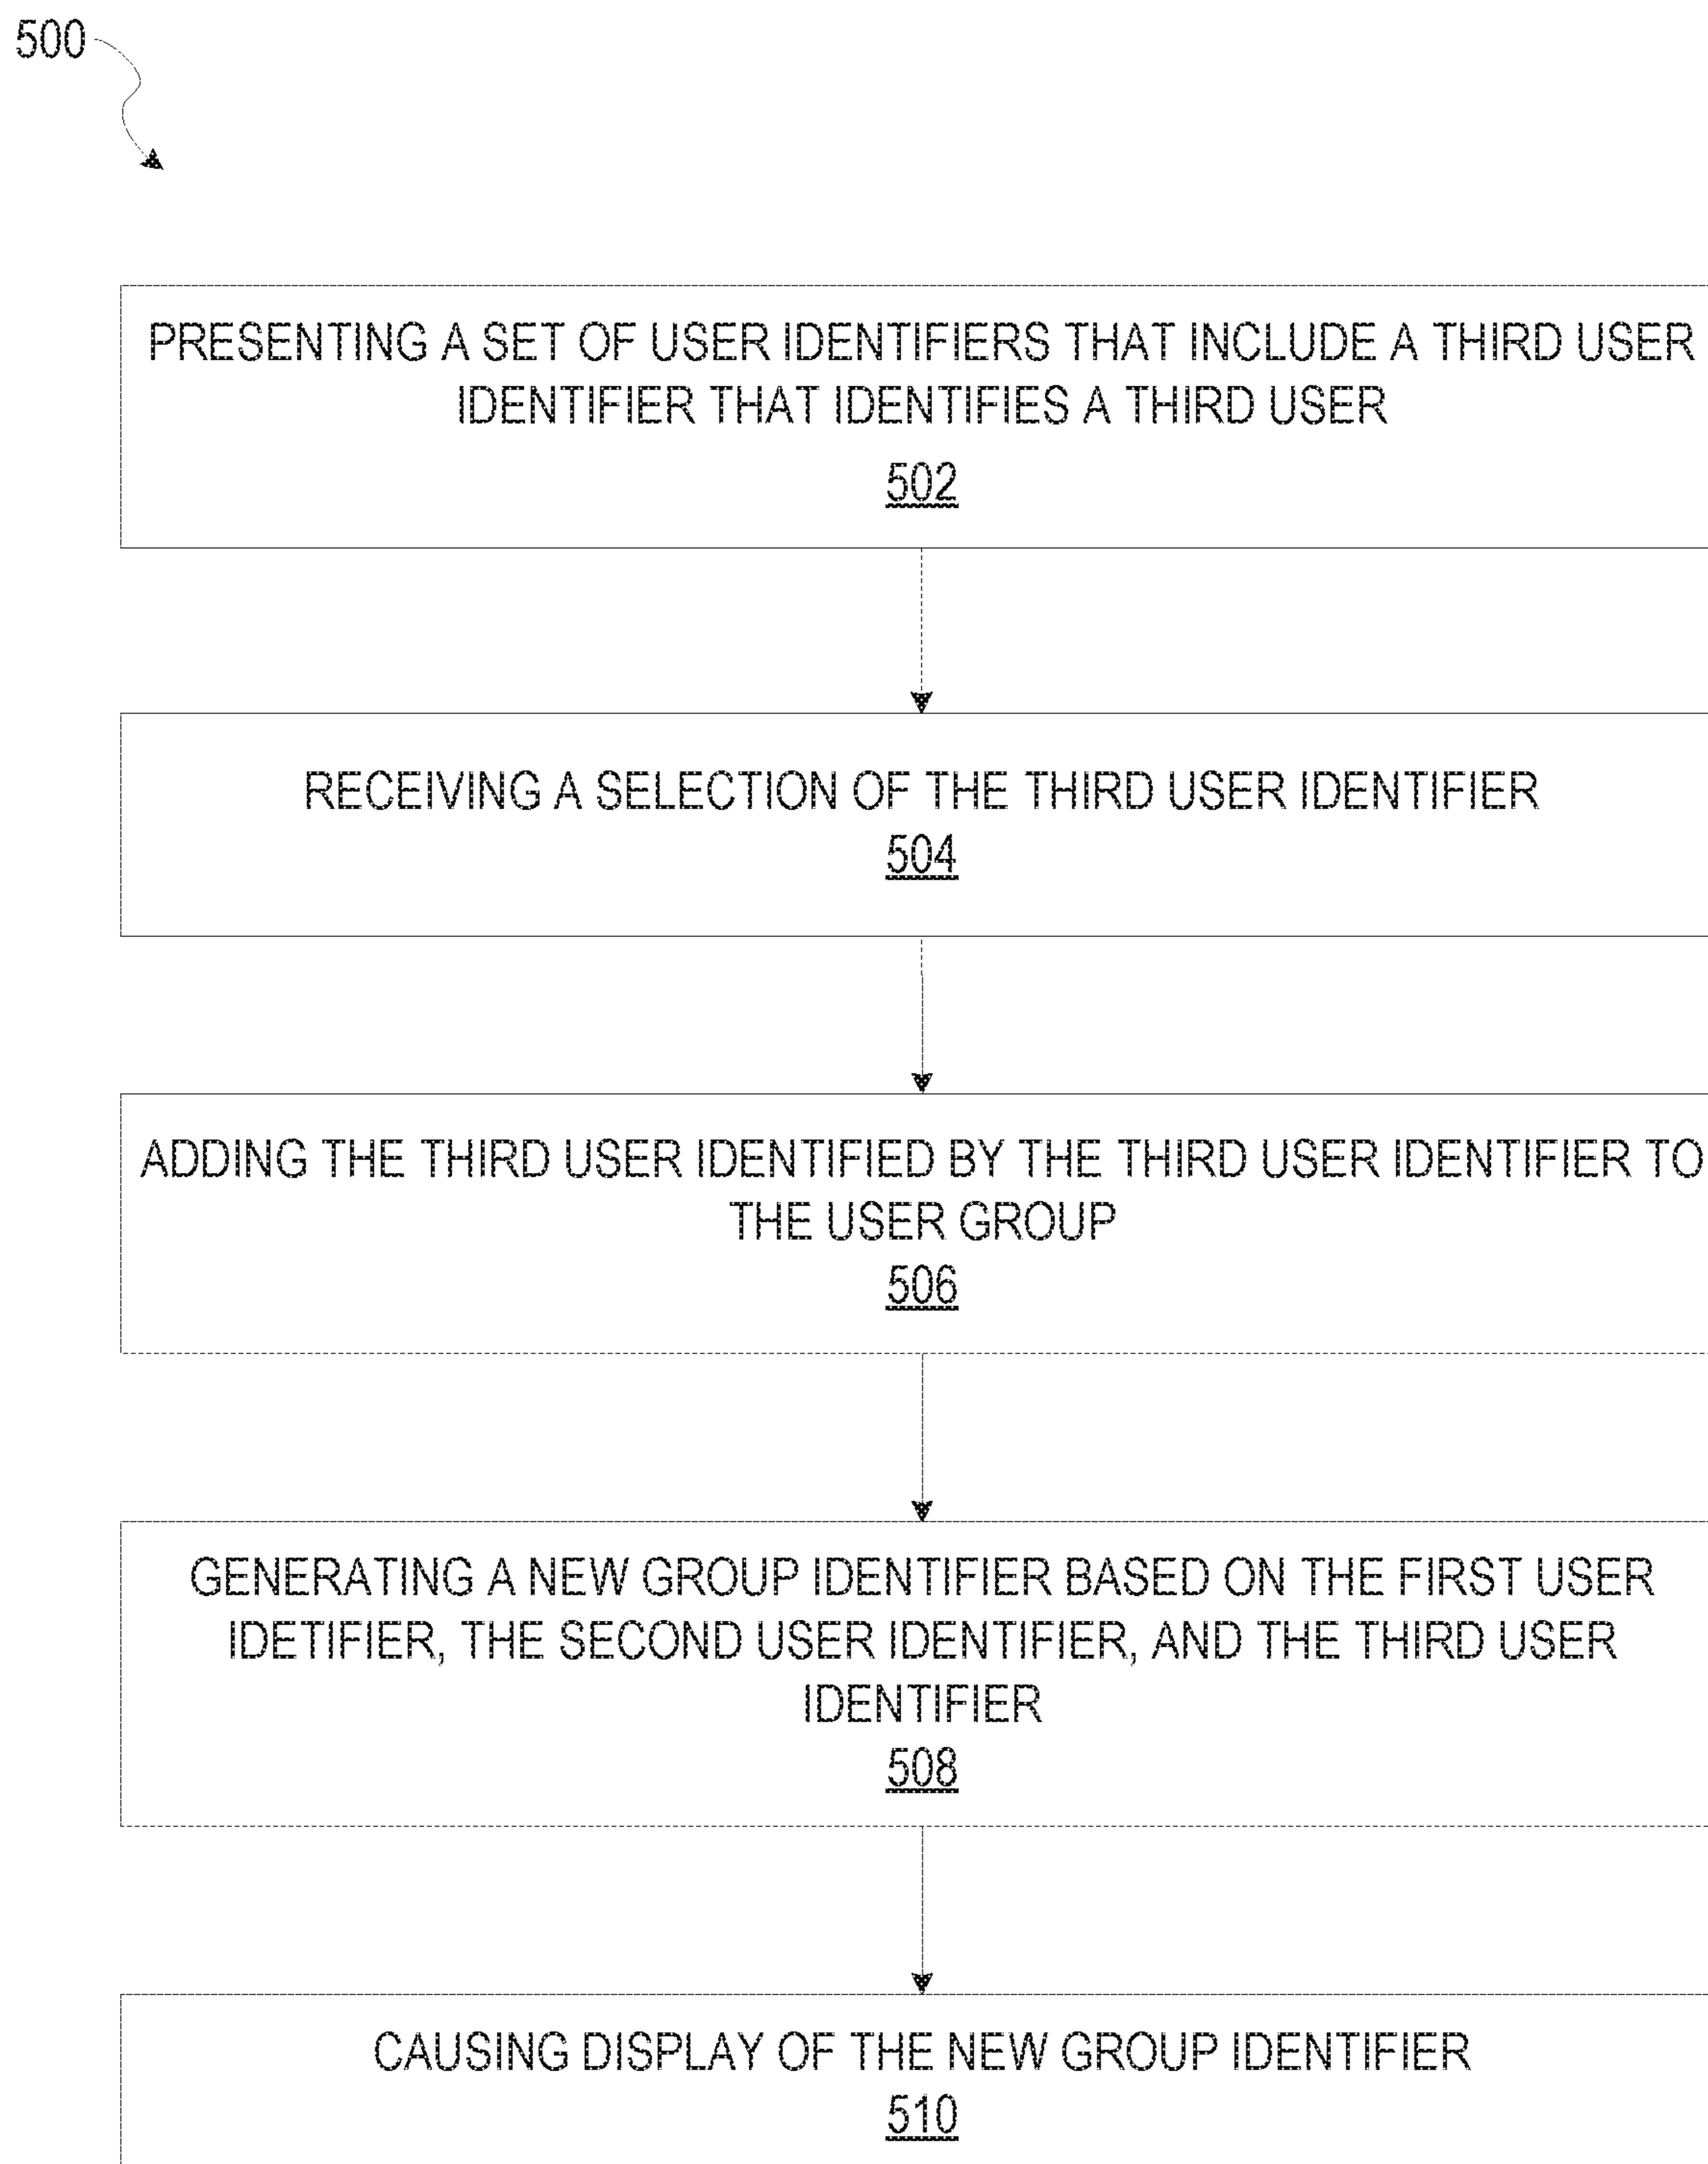 500
PRESENTING A SET OF USER IDENTIFIERS THAT INCLUDE A THIRD USER
IDENTIFIER THAT IDENTIFIES A THIRD USER
502
RECEIVING A SELECTION OF THE THIRD USER IDENTIFIER
504
ADDING THE THIRD USER IDENTIFIED BY THE THIRD USER IDENTIFIER TO
THE USER GROUP
506
GENERATING A NEW GROUP IDENTIFIER BASED ON THE FIRST USER
IDETIFIER, THE SECOND USER IDENTIFIER, AND THE THIRD USER
IDENTIFIER
508
CAUSING DISPLAY OF THE NEW GROUP IDENTIFIER
510